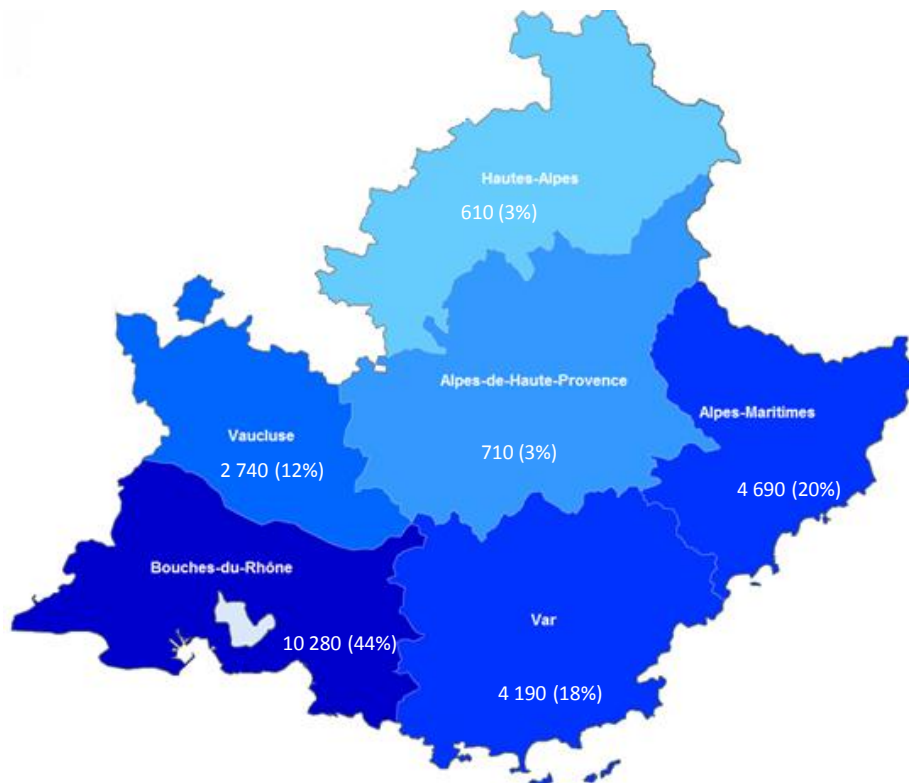 Hautes-Alpes
610 (3%)
Alpes-de-Haute-Provence
710 (3%)
Alpes-Maritimes
4 690 (20%)
Vaucluse
2 740 (12%)
Bouches-du-Rhône
10 280 (44%)
Var
4 190 (18%)